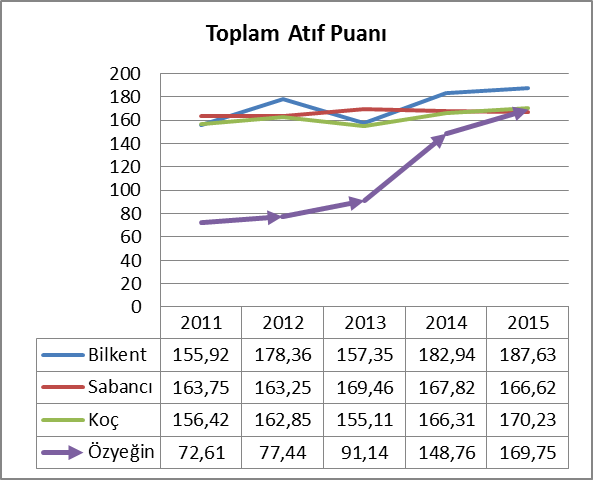 Toplam Atıf Puanı
200
180
160
140
120
100
80
60
40
20
0
2011 2012 2013 2014 2015
Bilkent 155,92 178,36 157,35 182,94 187,63
Sabancı 163,75 163,25 169,46 167,82 166,62
Koç 156,42 162,85 155,11 166,31 170,23
Özyeğin 72,61 77,44 91,14 148,76 169,75